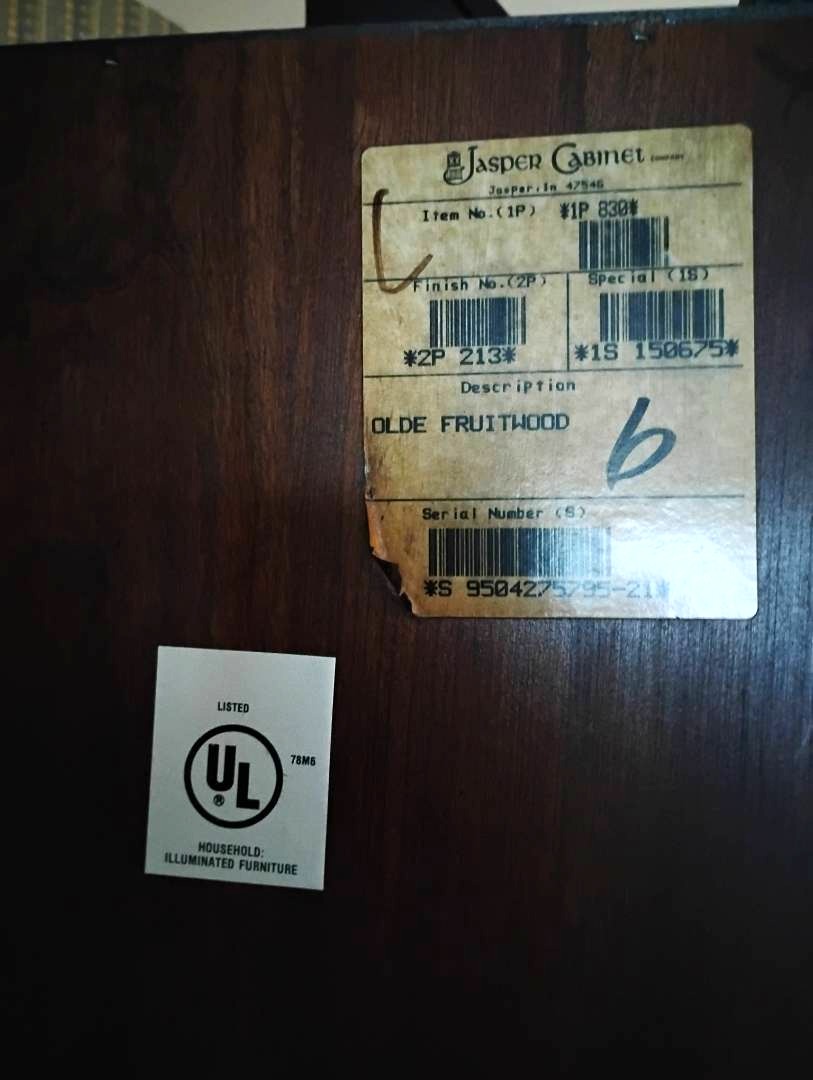 JASPER CABINET COMPANY
Jasper, In 47546
Item No.(1P) *1P 830*
Finish No.(2P) Special (1S)
*2P 213* *1S 150675*
Description
OLDE FRUITWOOD
6
Serial Number (S)
*S 9504275795-21*
LISTED
UL
®
78M6
HOUSEHOLD:
ILLUMINATED FURNITURE